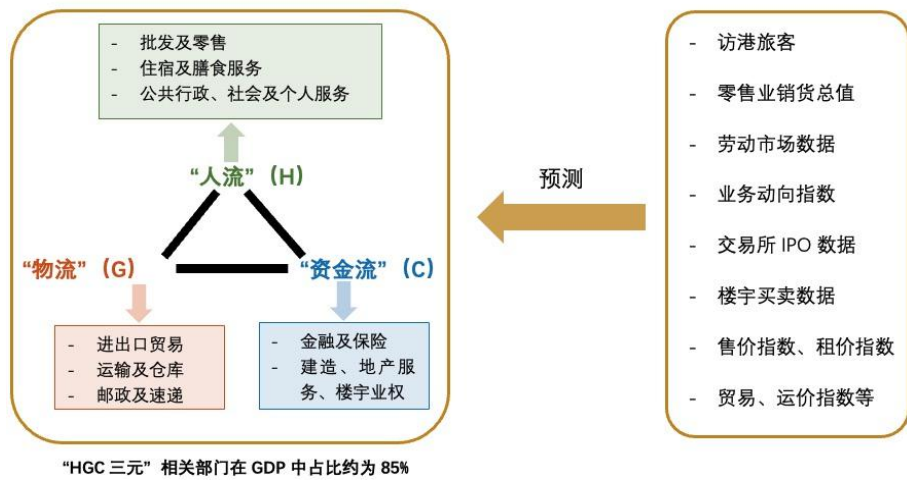 - 批发及零售
- 住宿及膳食服务
- 公共行政、社会及个人服务
“人流”（H）
“物流”（G）
“资金流”（C）
- 进出口贸易
- 运输及仓库
- 邮政及速递
- 金融及保险
- 建造、地产服
务、楼宇业权
“HGC 三元” 相关部门在 GDP 中占比约为 85%
预测
- 访港旅客
- 零售业销货总值
- 劳动市场数据
- 业务动向指数
- 交易所 IPO 数据
- 楼宇买卖数据
- 售价指数、租价指数
- 贸易、运价指数等